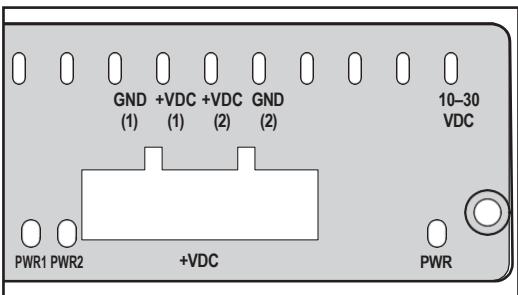 GND +VDC +VDC GND 10–30
(1) (1) (2) (2) VDC
PWR1 PWR2 +VDC PWR